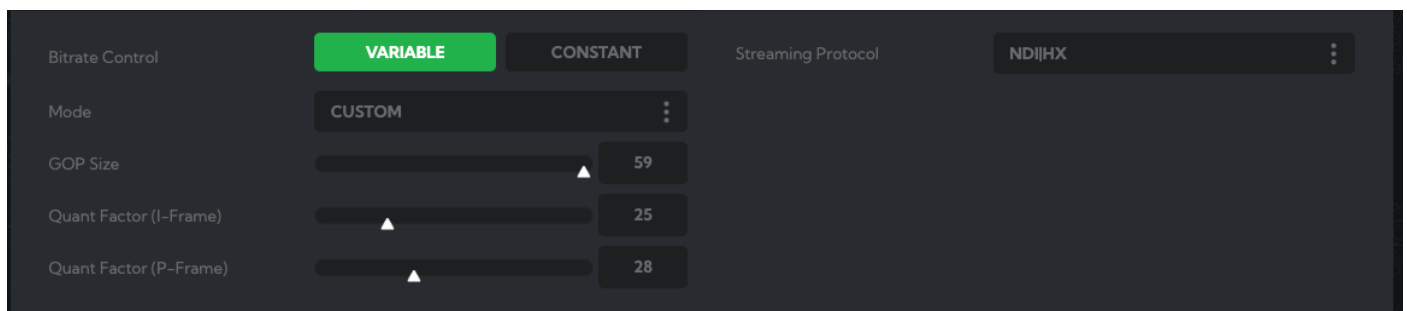 Bitrate Control VARIABLE CONSTANT Streaming Protocol NDI|HX
Mode CUSTOM
GOP Size 59
Quant Factor (I-Frame) 25
Quant Factor (P-Frame) 28